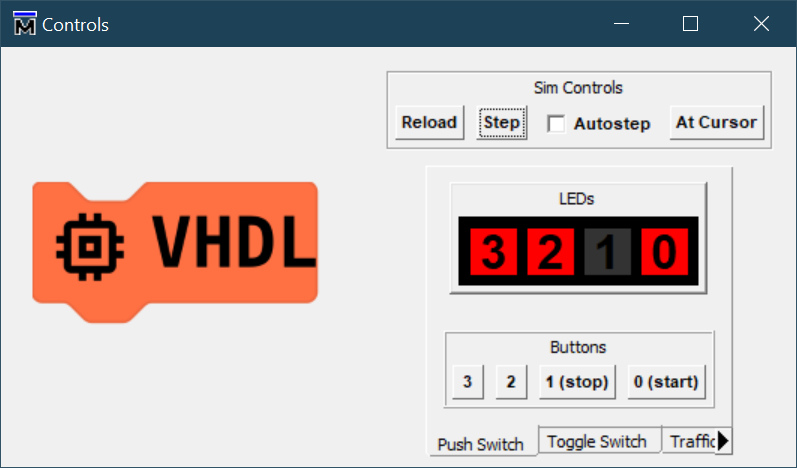 Controls
VHDL
Sim Controls
Reload Step Autostep At Cursor
LEDs
3 2 1 0
Buttons
3 2 1 (stop) 0 (start)
Push Switch Toggle Switch Traffic